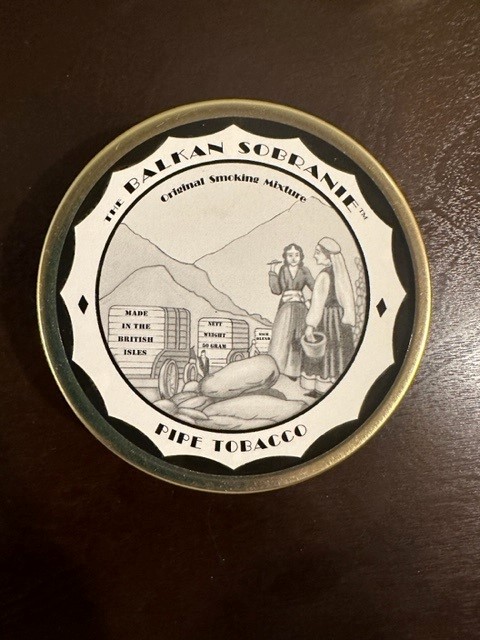 THE BALKAN SOBRANIE™
Original Smoking Mixture
MADE
IN THE
BRITISH
ISLES
NETT
WEIGHT
50 GRAM
PIPE TOBACCO